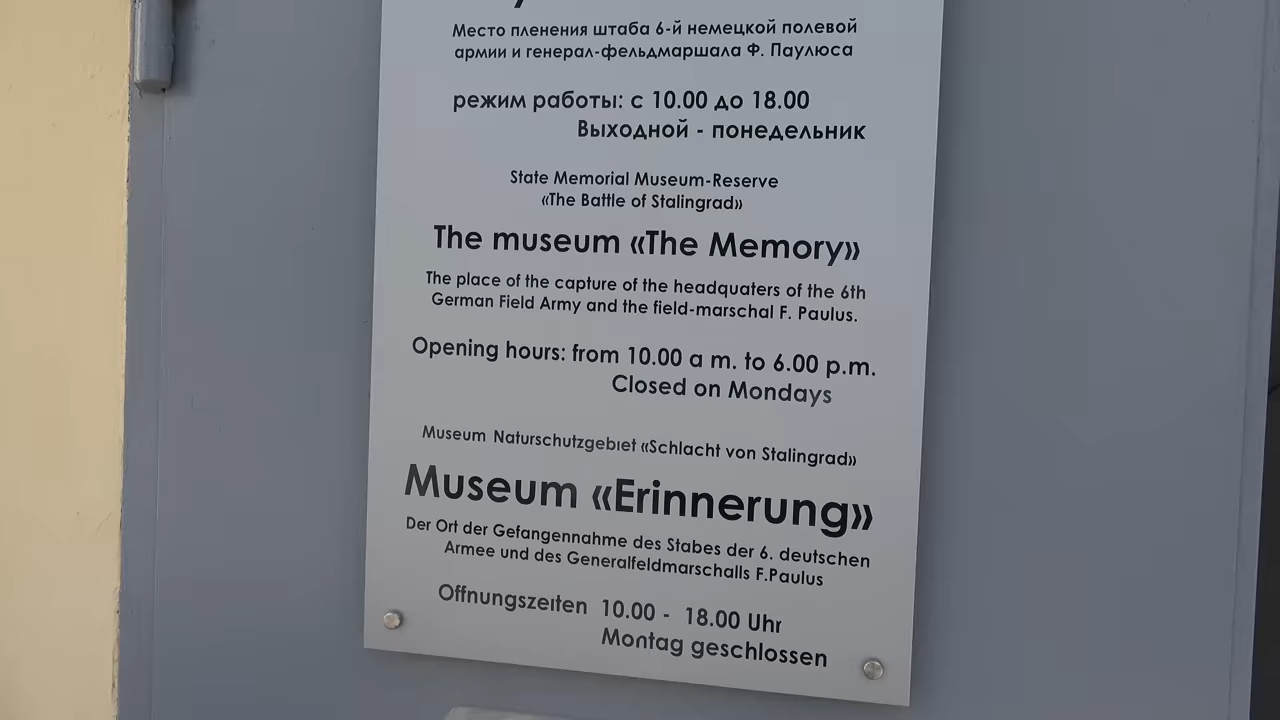 Место пленения штаба 6-й немецкой полевой
армии и генерал-фельдмаршала Ф. Паулюса
режим работы: с 10.00 до 18.00
Выходной - понедельник
State Memorial Museum-Reserve
«The Battle of Stalingrad»
The museum «The Memory»
The place of the capture of the headquaters of the 6th
German Field Army and the field-marschal F. Paulus.
Opening hours: from 10.00 a m. to 6.00 p.m.
Closed on Mondays
Museum Naturschutzgebiet «Schlacht von Stalingrad»
Museum «Erinnerung»
Der Ort der Gefangennahme des Stabes der 6. deutschen
Armee und des Generalfeldmarschalls F.Paulus
Offnungszeiten 10.00 - 18.00 Uhr
Montag geschlossen